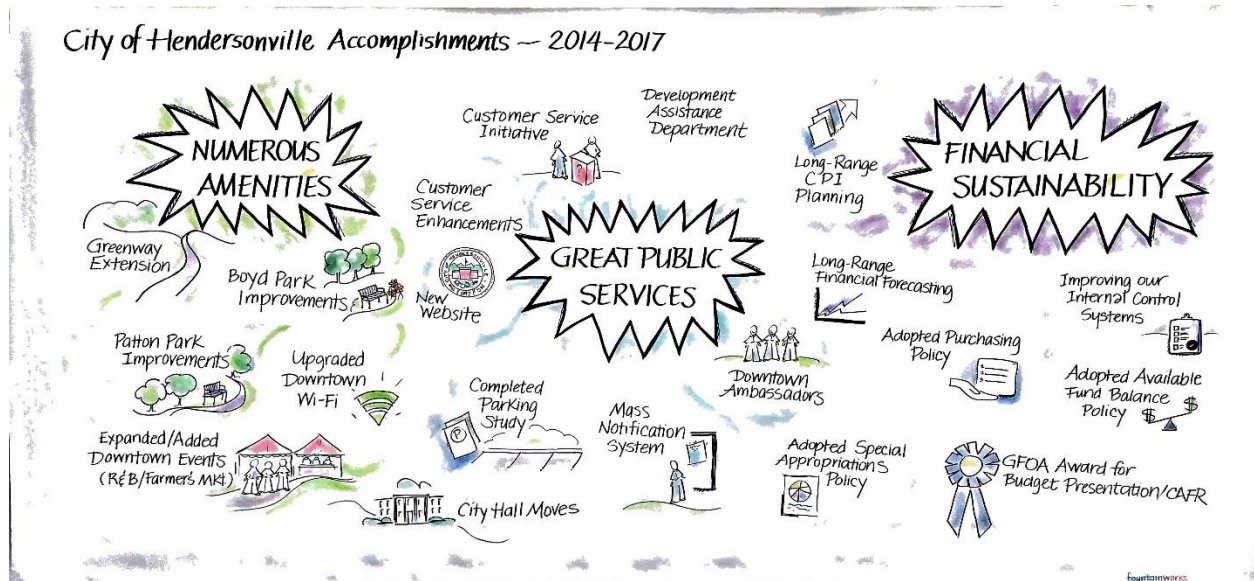 City of Hendersonville Accomplishments — 2014-2017
NUMEROUS
AMENITIES
Greenway
Extension
Boyd Park
Improvements
Patton Park
Improvements
Upgraded
Downtown
Wi-Fi
Expanded/Added
Downtown Events
(R&B/Farmer's Mkt)
Customer Service
Initiative
Development
Assistance
Department
Customer
Service
Enhancements
New
Website
GREAT PUBLIC
SERVICES
Completed
Parking
Study
P
City Hall Moves
Mass
Notification
System
Downtown
Ambassadors
Long-Range
CPI
Planning
FINANCIAL
SUSTAINABILITY
Long-Range
Financial Forecasting
Improving our
Internal Control
Systems
Adopted Purchasing
Policy
Adopted Available
Fund Balance
Policy
$ $
Adopted Special
Appropriations
Policy
GFOA Award for
Budget Presentation/CAFR
fountainworks